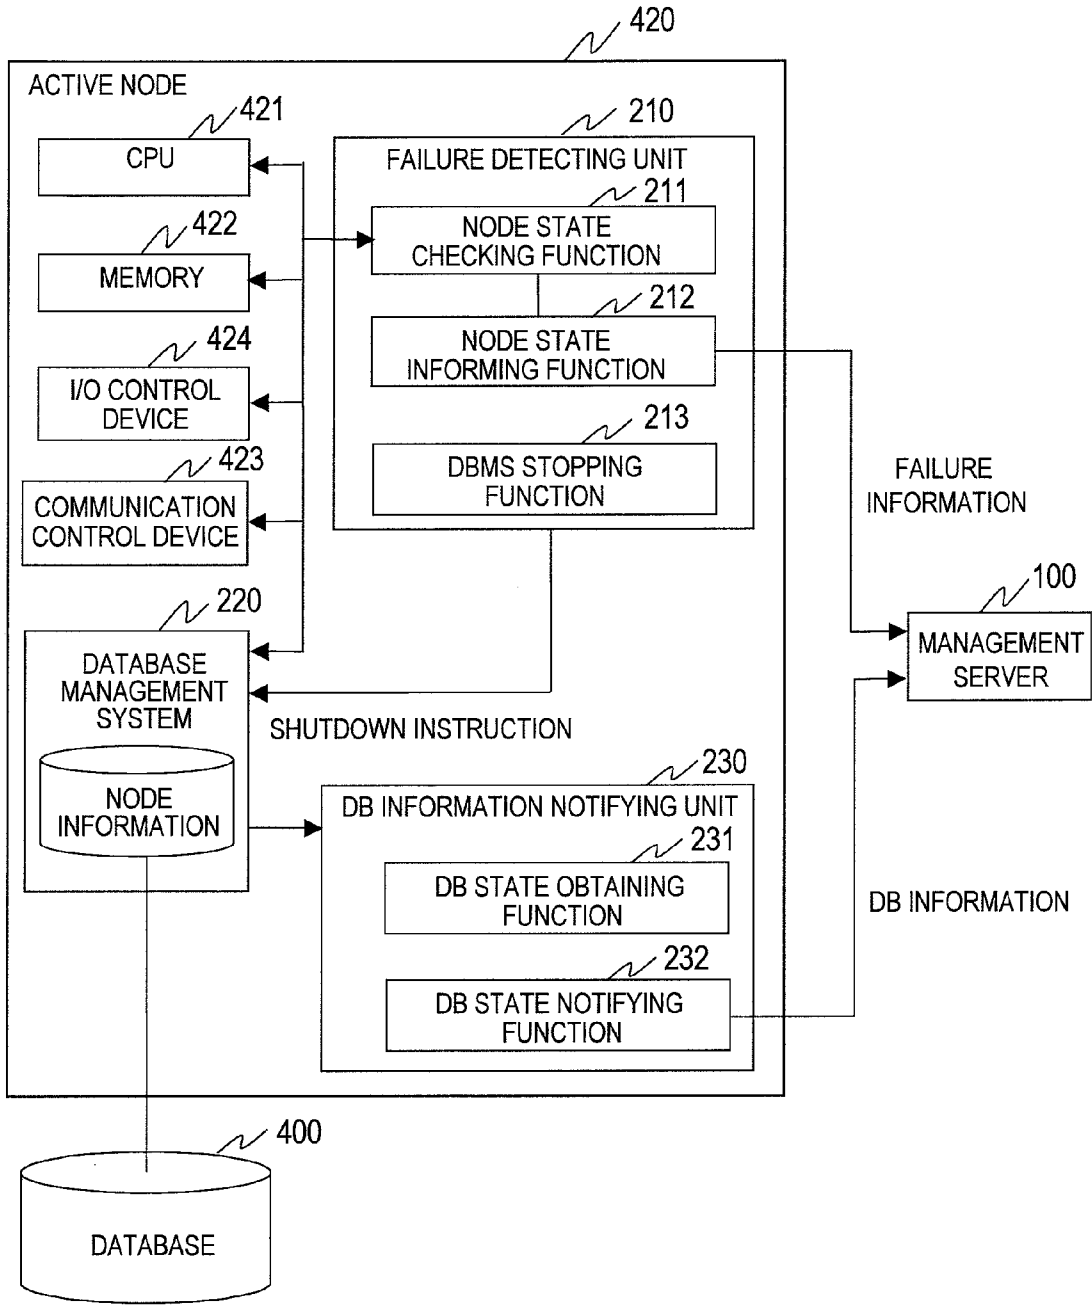 420
ACTIVE NODE
421
CPU
422
MEMORY
424
I/O CONTROL
DEVICE
423
COMMUNICATION
CONTROL DEVICE
210
FAILURE DETECTING UNIT
211
NODE STATE
CHECKING FUNCTION
212
NODE STATE
INFORMING FUNCTION
213
DBMS STOPPING
FUNCTION
FAILURE
INFORMATION
100
MANAGEMENT
SERVER
220
DATABASE
MANAGEMENT
SYSTEM
NODE
INFORMATION
SHUTDOWN INSTRUCTION
230
DB INFORMATION NOTIFYING UNIT
231
DB STATE OBTAINING
FUNCTION
232
DB STATE NOTIFYING
FUNCTION
DB INFORMATION
400
DATABASE